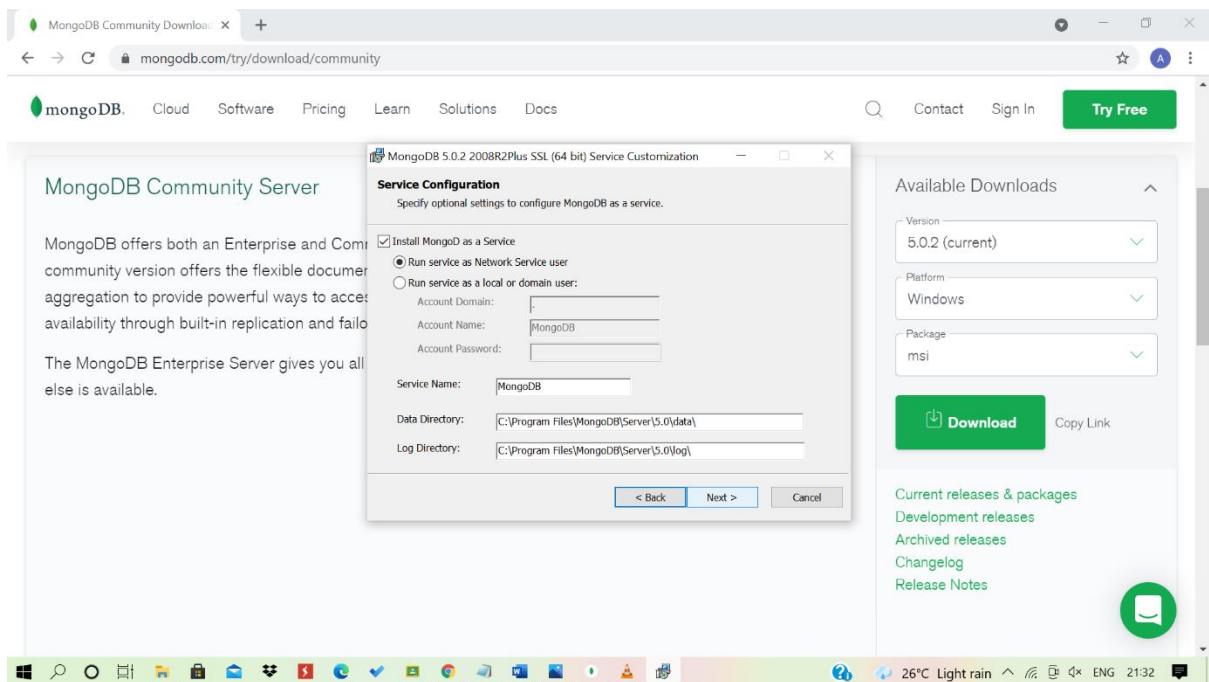 MongoDB Community Download
mongodb.com/try/download/community
A
mongoDB. Cloud Software Pricing Learn Solutions Docs Contact Sign In Try Free
MongoDB 5.0.2 2008R2Plus SSL (64 bit) Service Customization
Service Configuration
Specify optional settings to configure MongoDB as a service.
Install MongoD as a Service
Run service as Network Service user
Run service as a local or domain user:
Account Domain: .
Account Name: MongoDB
Account Password:
Service Name: MongoDB
Data Directory: C:\Program Files\MongoDB\Server\5.0\data\
Log Directory: C:\Program Files\MongoDB\Server\5.0\log\
< Back Next > Cancel
MongoDB Community Server
MongoDB offers both an Enterprise and Com
community version offers the flexible documen
aggregation to provide powerful ways to acces
availability through built-in replication and failo
The MongoDB Enterprise Server gives you all
else is available.
Available Downloads
Version
5.0.2 (current)
Platform
Windows
Package
msi
Download Copy Link
Current releases & packages
Development releases
Archived releases
Changelog
Release Notes
26°C Light rain ENG 21:32